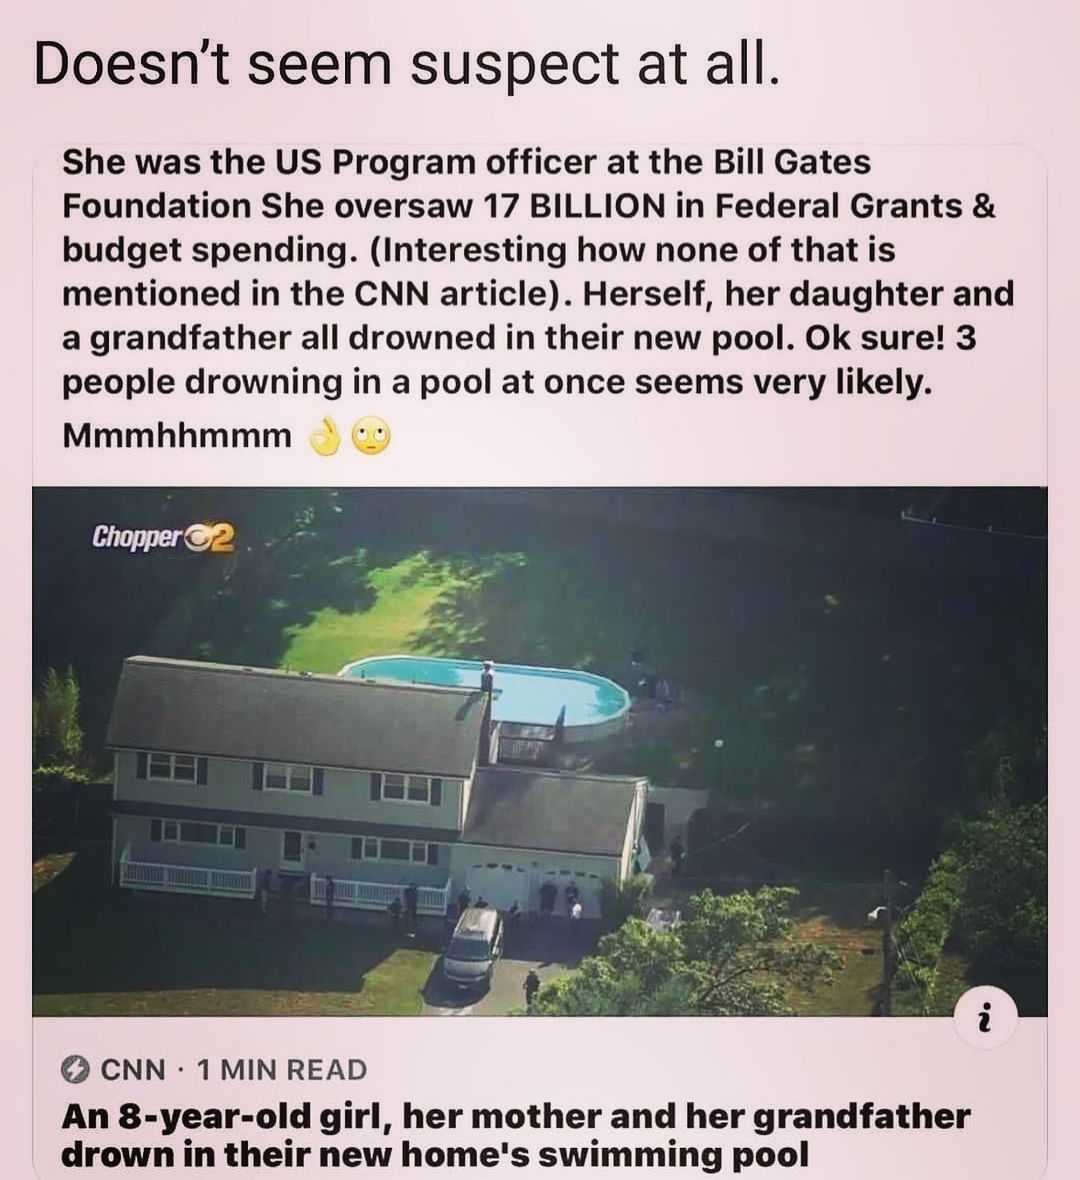 Doesn’t seem suspect at all.
She was the US Program officer at the Bill Gates
Foundation She oversaw 17 BILLION in Federal Grants &
budget spending. (Interesting how none of that is
mentioned in the CNN article). Herself, her daughter and
a grandfather all drowned in their new pool. Ok sure! 3
people drowning in a pool at once seems very likely.
Mmmhhmmm 👌🙄
Chopper 2
i
CNN · 1 MIN READ
An 8-year-old girl, her mother and her grandfather
drown in their new home's swimming pool